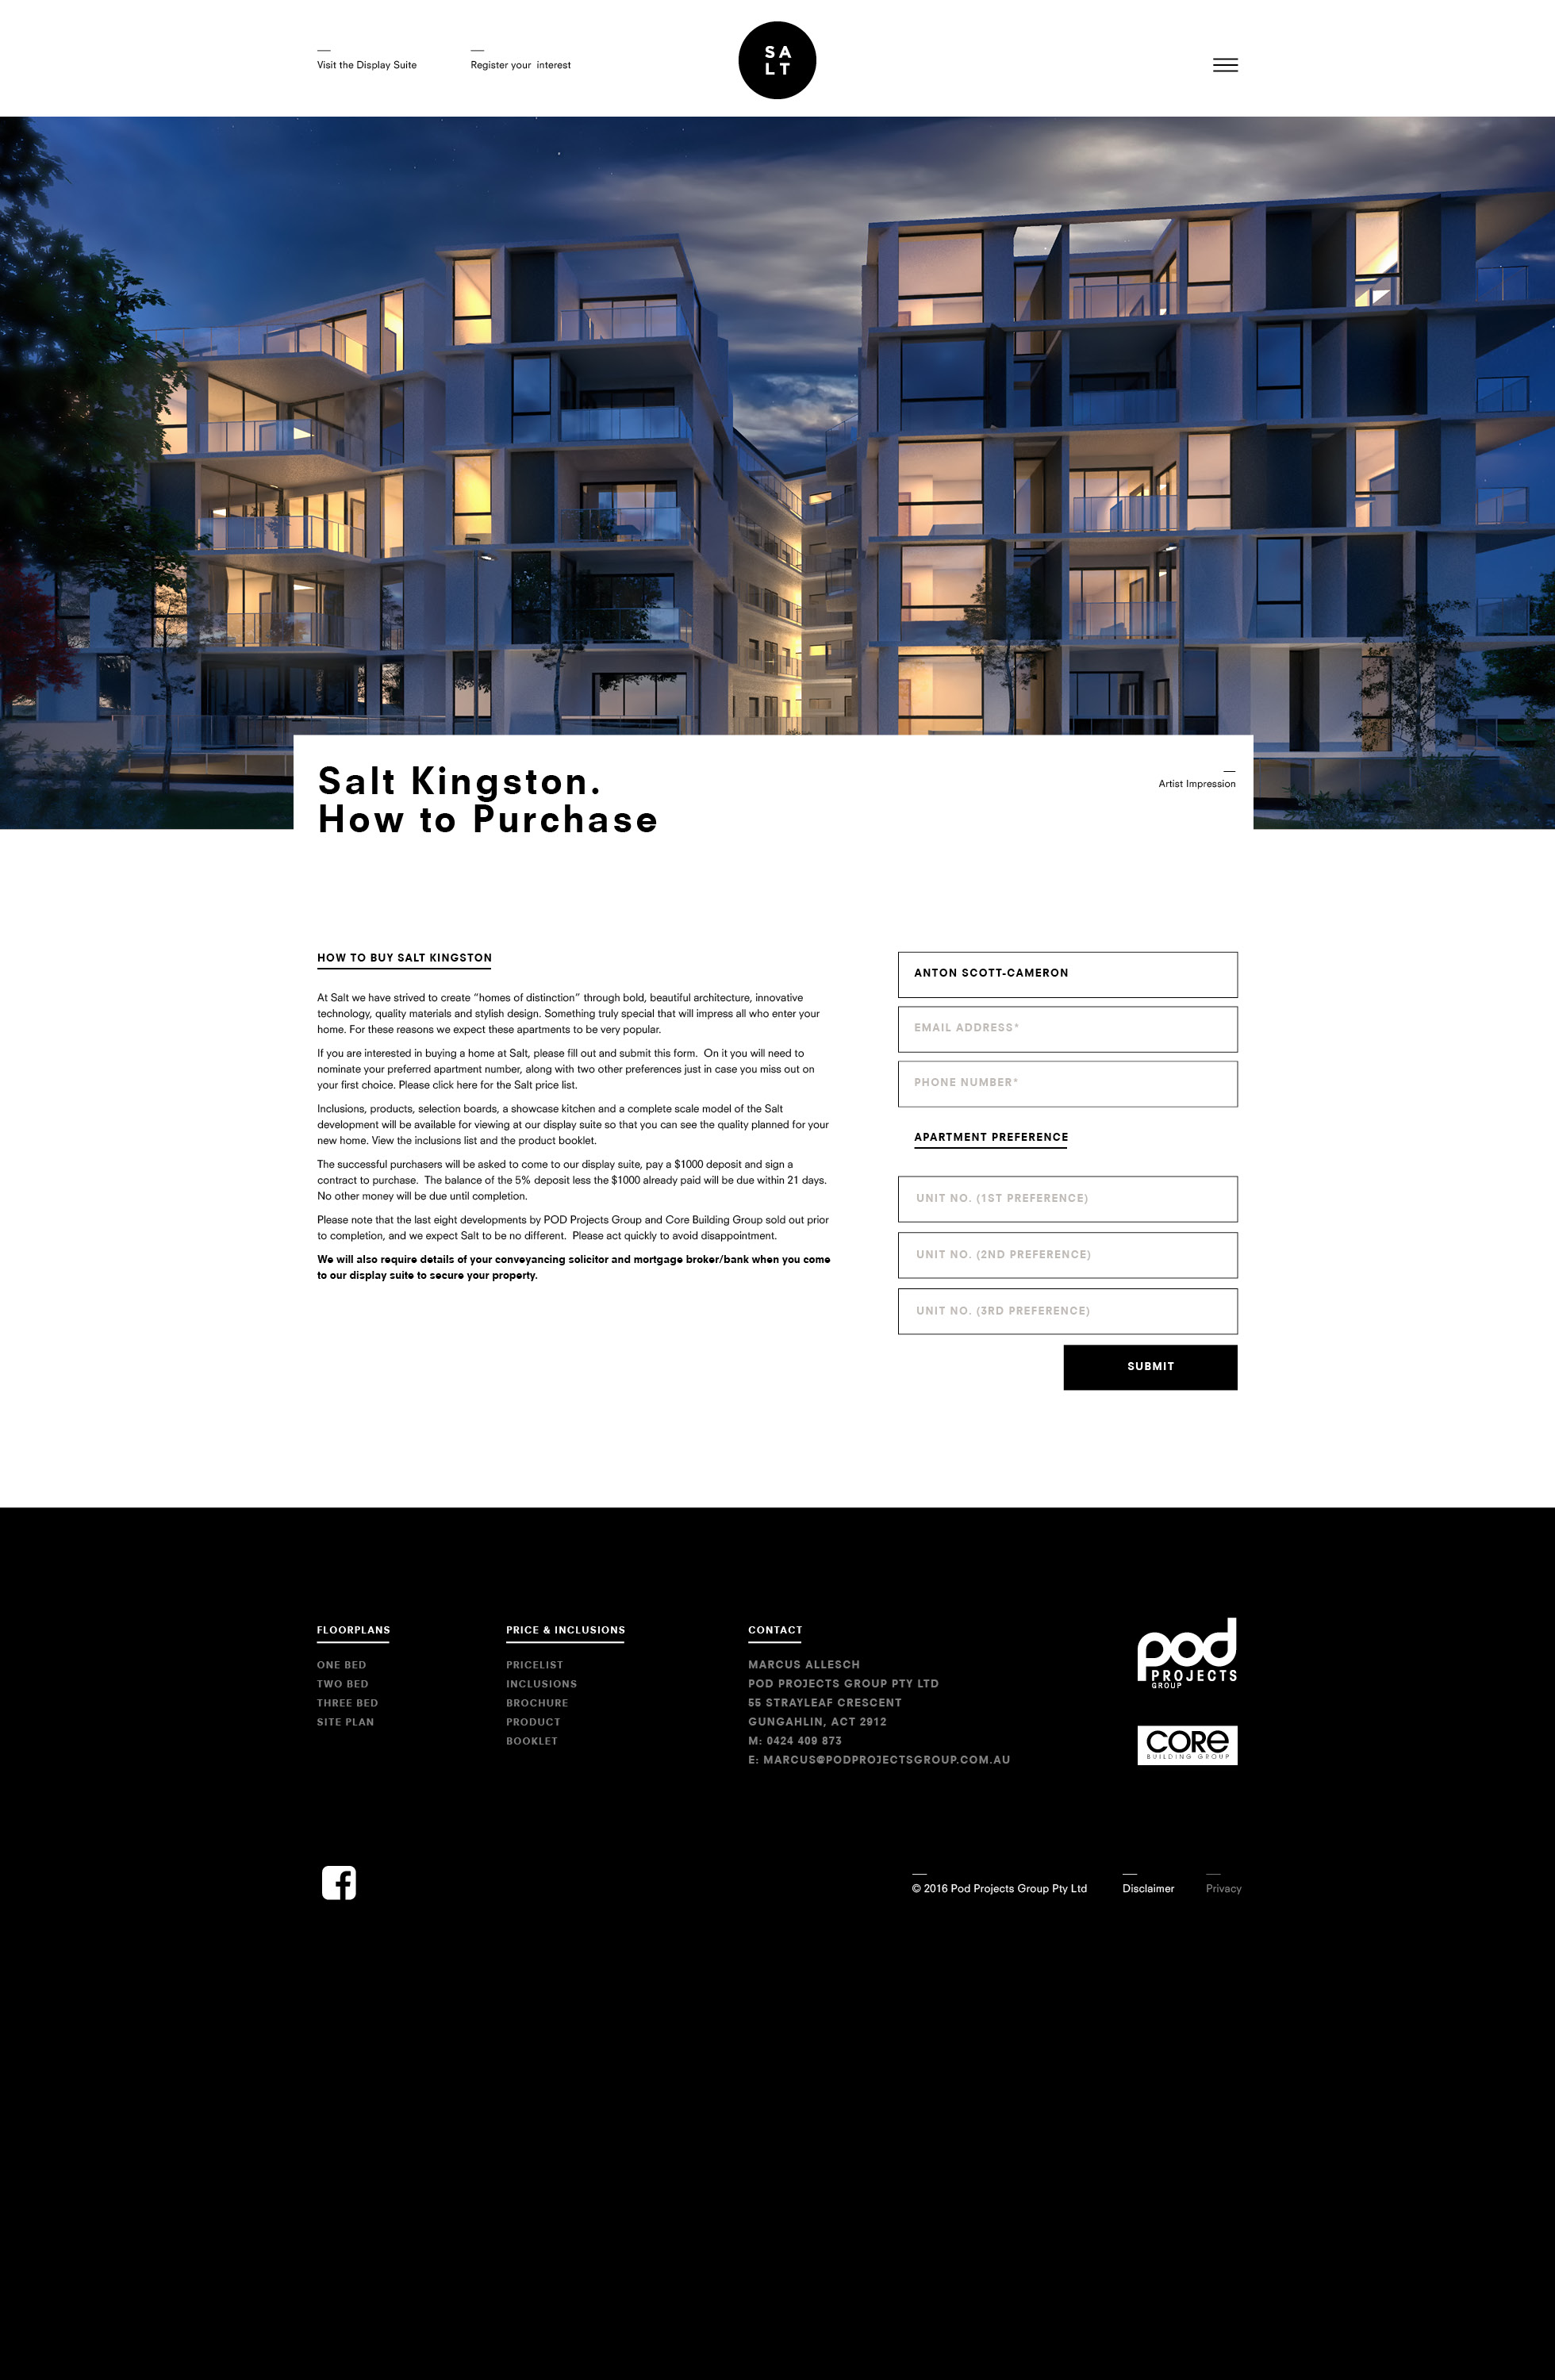 Visit the Display Suite
Register your interest
SA
LT
Salt Kingston.
How to Purchase
Artist Impression
HOW TO BUY SALT KINGSTON
At Salt we have strived to create “homes of distinction” through bold, beautiful architecture, innovative
technology, quality materials and stylish design. Something truly special that will impress all who enter your
home. For these reasons we expect these apartments to be very popular.
If you are interested in buying a home at Salt, please fill out and submit this form. On it you will need to
nominate your preferred apartment number, along with two other preferences just in case you miss out on
your first choice. Please click here for the Salt price list.
Inclusions, products, selection boards, a showcase kitchen and a complete scale model of the Salt
development will be available for viewing at our display suite so that you can see the quality planned for your
new home. View the inclusions list and the product booklet.
The successful purchasers will be asked to come to our display suite, pay a $1000 deposit and sign a
contract to purchase. The balance of the 5% deposit less the $1000 already paid will be due within 21 days.
No other money will be due until completion.
Please note that the last eight developments by POD Projects Group and Core Building Group sold out prior
to completion, and we expect Salt to be no different. Please act quickly to avoid disappointment.
We will also require details of your conveyancing solicitor and mortgage broker/bank when you come
to our display suite to secure your property.
ANTON SCOTT-CAMERON
EMAIL ADDRESS*
PHONE NUMBER*
APARTMENT PREFERENCE
UNIT NO. (1ST PREFERENCE)
UNIT NO. (2ND PREFERENCE)
UNIT NO. (3RD PREFERENCE)
SUBMIT
FLOORPLANS
ONE BED
TWO BED
THREE BED
SITE PLAN
PRICE & INCLUSIONS
PRICELIST
INCLUSIONS
BROCHURE
PRODUCT
BOOKLET
CONTACT
MARCUS ALLESCH
POD PROJECTS GROUP PTY LTD
55 STRAYLEAF CRESCENT
GUNGAHLIN, ACT 2912
M: 0424 409 873
E: MARCUS@PODPROJECTSGROUP.COM.AU
pod
PROJECTS
GROUP
CORE
BUILDING GROUP
© 2016 Pod Projects Group Pty Ltd
Disclaimer
Privacy